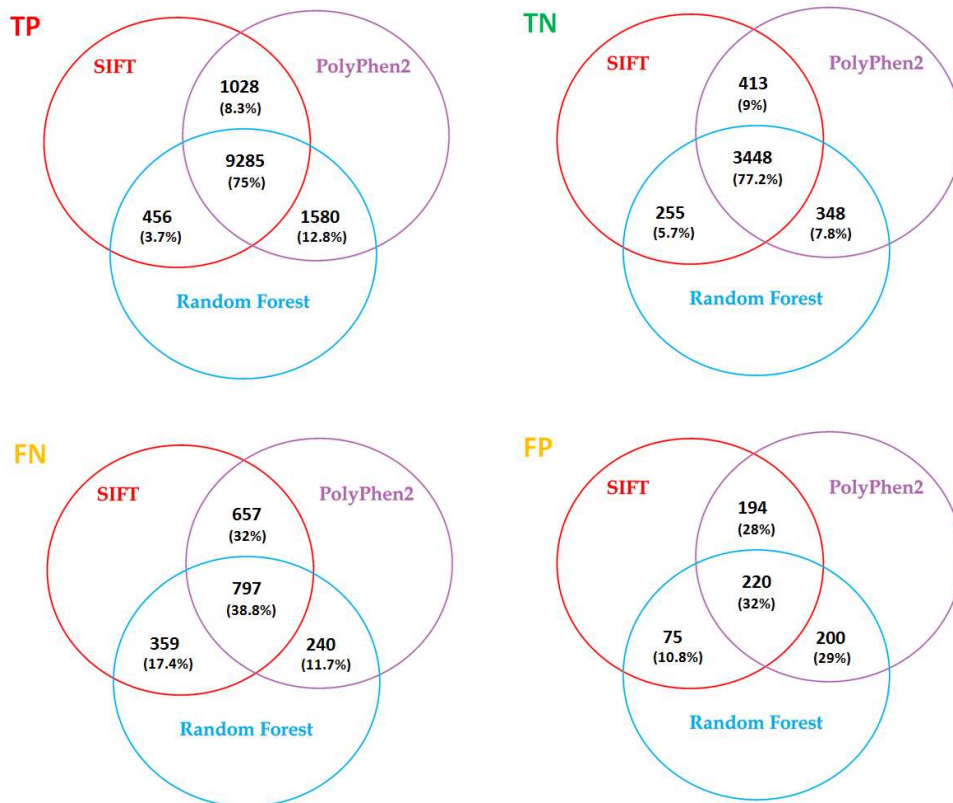 TP
SIFT
PolyPhen2
1028
(8.3%)
9285
(75%)
456
(3.7%)
1580
(12.8%)
Random Forest
TN
SIFT
PolyPhen2
413
(9%)
3448
(77.2%)
255
(5.7%)
348
(7.8%)
Random Forest
FN
SIFT
PolyPhen2
657
(32%)
797
(38.8%)
359
(17.4%)
240
(11.7%)
Random Forest
FP
SIFT
PolyPhen2
194
(28%)
220
(32%)
75
(10.8%)
200
(29%)
Random Forest